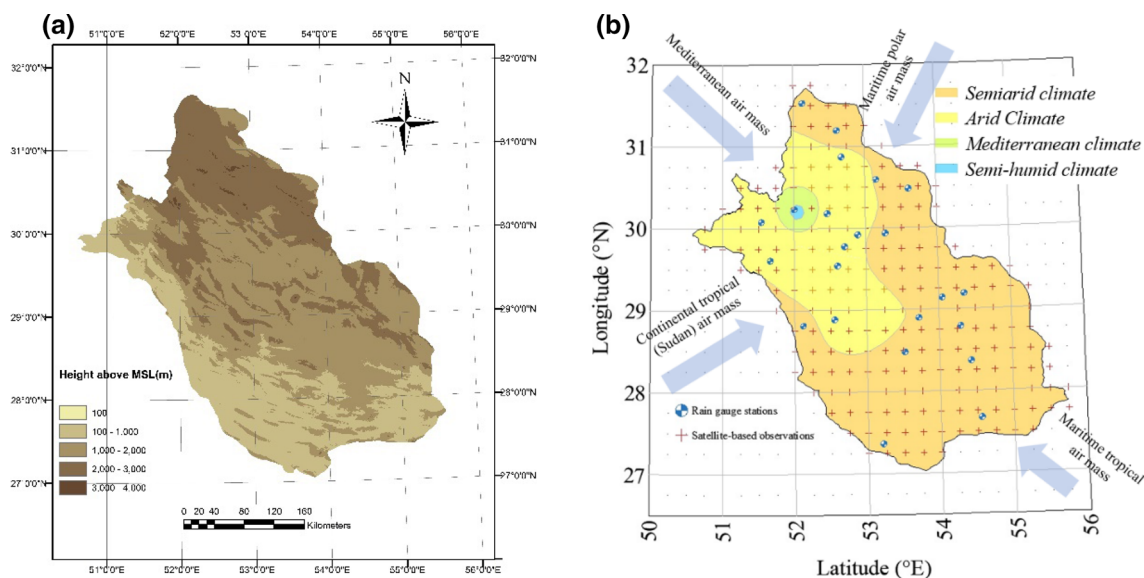 (a)
51°0'0"E 52°0'0"E 53°0'0"E 54°0'0"E 55°0'0"E 56°0'0"E
32°0'0"N
31°0'0"N
30°0'0"N
29°0'0"N
28°0'0"N
27°0'0"N
N
32°0'0"N
31°0'0"N
30°0'0"N
29°0'0"N
28°0'0"N
27°0'0"N
Height above MSL(m)
100
100 - 1,000
1,000 - 2,000
2,000 - 3,000
3,000 - 4,000
0 20 40 80 120 160
Kilometers
51°0'0"E 52°0'0"E 53°0'0"E 54°0'0"E 55°0'0"E 56°0'0"E
(b)
Mediterranean air mass
Maritime polar
air mass
Semiarid climate
Arid Climate
Mediterranean climate
Semi-humid climate
Continental tropical
(Sudan) air mass
Maritime tropical
air mass
Rain gauge stations
Satellite-based observations
32
31
30
29
28
27
Longitude (°N)
50 51 52 53 54 55 56
Latitude (°E)